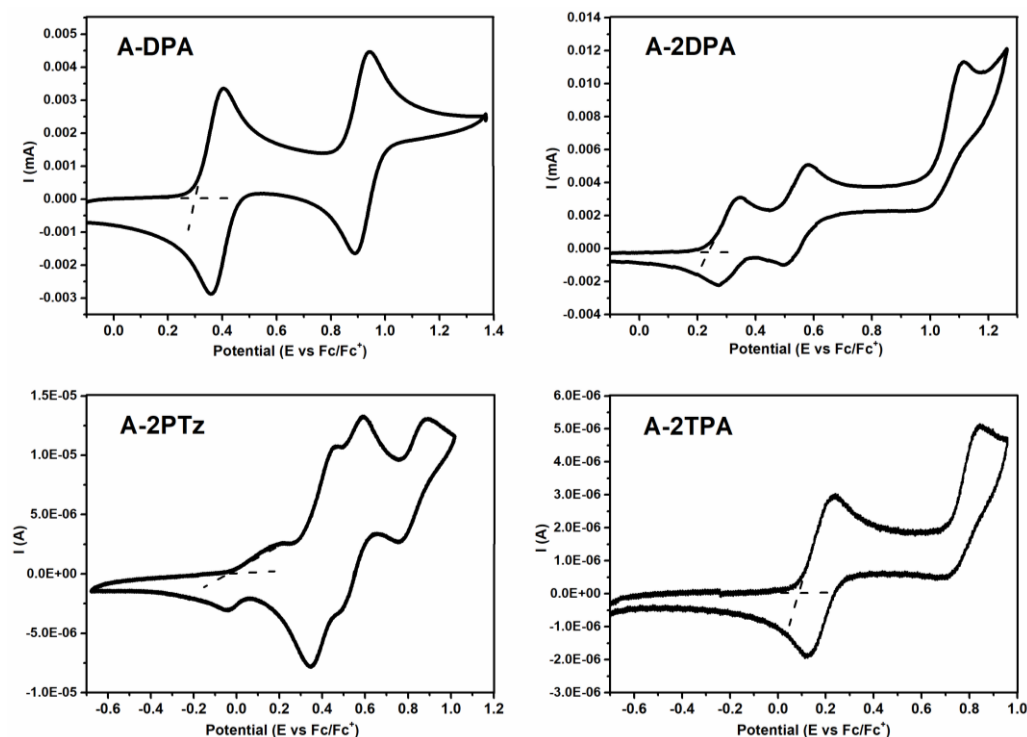 A-DPA
0.005
0.004
0.003
0.002
0.001
0.000
-0.001
-0.002
-0.003
I (mA)
0.0 0.2 0.4 0.6 0.8 1.0 1.2 1.4
Potential (E vs Fc/Fc+)
A-2DPA
0.014
0.012
0.010
0.008
0.006
0.004
0.002
0.000
-0.002
-0.004
I (mA)
0.0 0.2 0.4 0.6 0.8 1.0 1.2
Potential (E vs Fc/Fc+)
A-2PTz
1.5E-05
1.0E-05
5.0E-06
0.0E+00
-5.0E-06
-1.0E-05
I (A)
-0.6 -0.4 -0.2 0.0 0.2 0.4 0.6 0.8 1.0 1.2
Potential (E vs Fc/Fc+)
A-2TPA
6.0E-06
5.0E-06
4.0E-06
3.0E-06
2.0E-06
1.0E-06
0.0E+00
-1.0E-06
-2.0E-06
-3.0E-06
I (A)
-0.6 -0.4 -0.2 0.0 0.2 0.4 0.6 0.8 1.0
Potential (E vs Fc/Fc+)